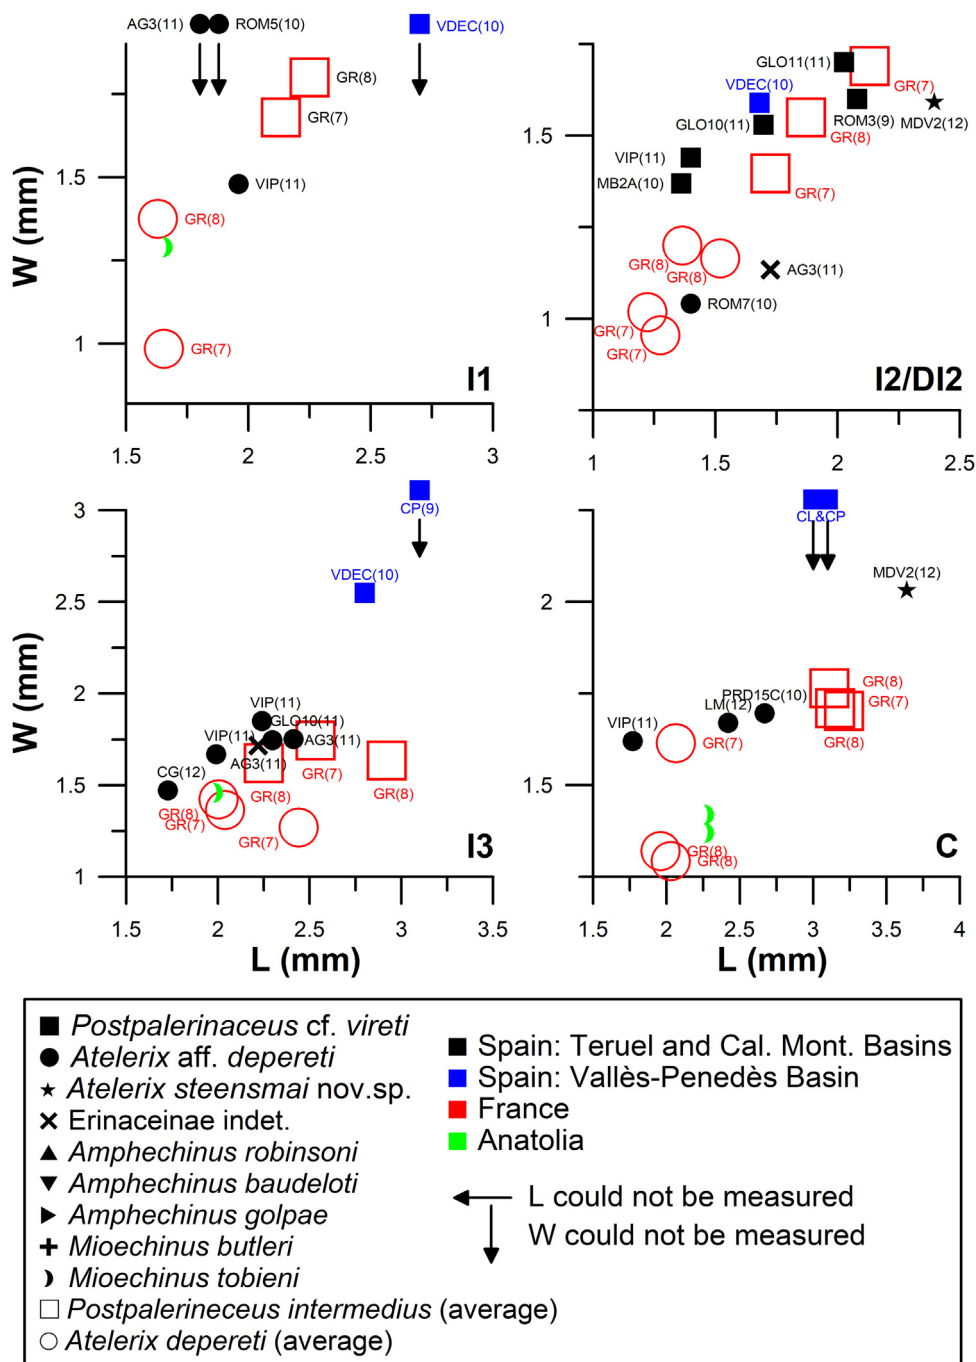 AG3(11) ROM5(10) VDEC(10)
GR(8)
GR(7)
VIP(11)
GR(8)
GR(7)
W (mm)
1.5
1
I1
1.5 2 2.5 3
GLO11(11)
GR(7)
VDEC(10)
ROM3(9) MDV2(12)
GLO10(11)
GR(8)
VIP(11)
MB2A(10)
GR(7)
GR(8)
GR(8)
AG3(11)
ROM7(10)
GR(7)
GR(7)
1.5
1
I2/DI2
1 1.5 2 2.5
CP(9)
VDEC(10)
VIP(11)
GLO10(11)
VIP(11)
AG3(11)
AG3(11)
CG(12)
GR(7)
GR(8)
GR(8)
GR(8)
GR(7)
GR(7)
W (mm)
3
2.5
2
1.5
1
I3
1.5 2 2.5 3 3.5
L (mm)
CL&CP
MDV2(12)
GR(8)
PRD15C(10)
GR(7)
LM(12)
VIP(11)
GR(7)
GR(8)
GR(8)
GR(8)
2
1.5
C
1.5 2 2.5 3 3.5 4
L (mm)
Postpalerinaceus cf. vireti
Atelerix aff. depereti
Atelerix steensmai nov.sp.
Erinaceinae indet.
Amphechinus robinsoni
Amphechinus baudeloti
Amphechinus golpae
Mioechinus butleri
Mioechinus tobieni
Postpalerineceus intermedius (average)
Atelerix depereti (average)
Spain: Teruel and Cal. Mont. Basins
Spain: Vallès-Penedès Basin
France
Anatolia
L could not be measured
W could not be measured